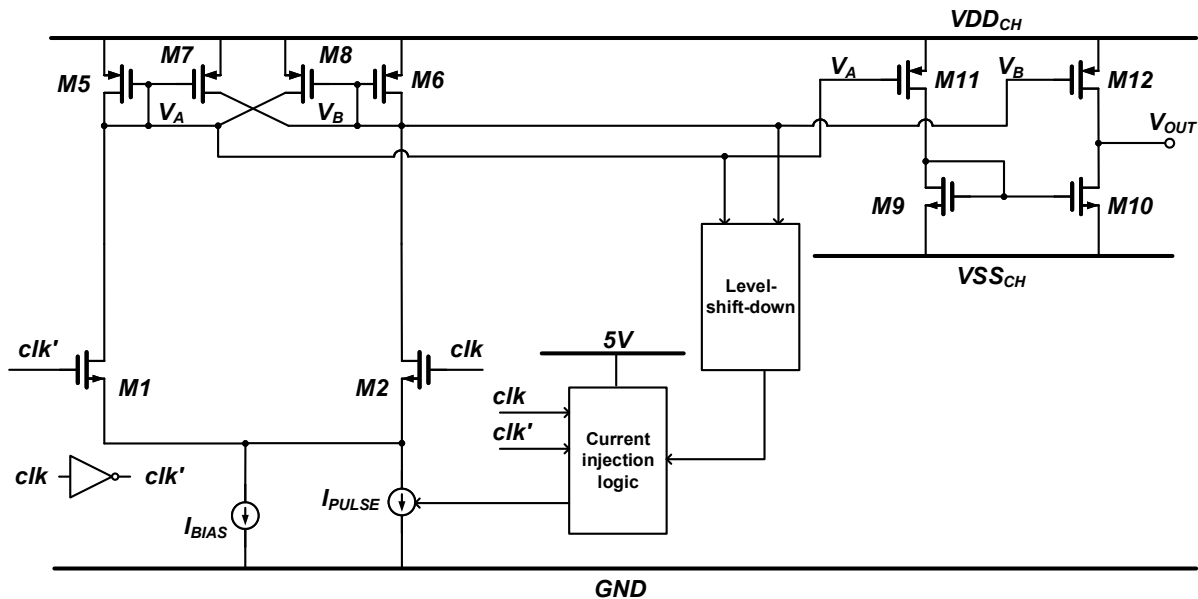 VDDCH
M7
M8
M5
M6
VA
VB
VA
M11
VB
M12
VOUT
M9
M10
VSSCH
Level-
shift-down
5V
clk'
clk
M1
M2
clk
clk'
Current
injection
logic
clk
clk'
IPULSE
IBIAS
GND